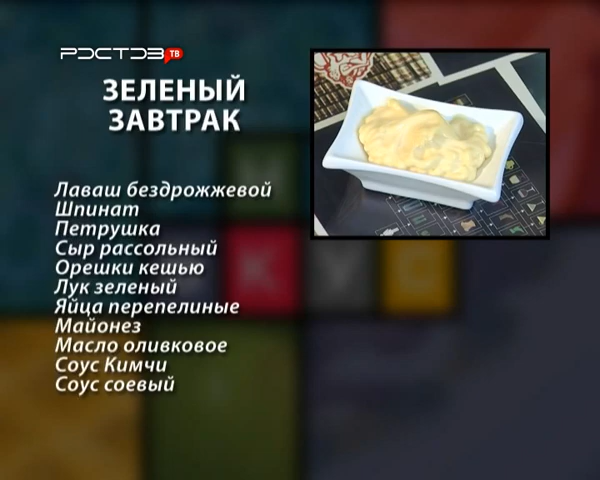 РОСТОВ ТВ
ЗЕЛЕНЫЙ
ЗАВТРАК
Лаваш бездрожжевой
Шпинат
Петрушка
Сыр рассольный
Орешки кешью
Лук зеленый
Яйца перепелиные
Майонез
Масло оливковое
Соус Кимчи
Соус соевый
К У С